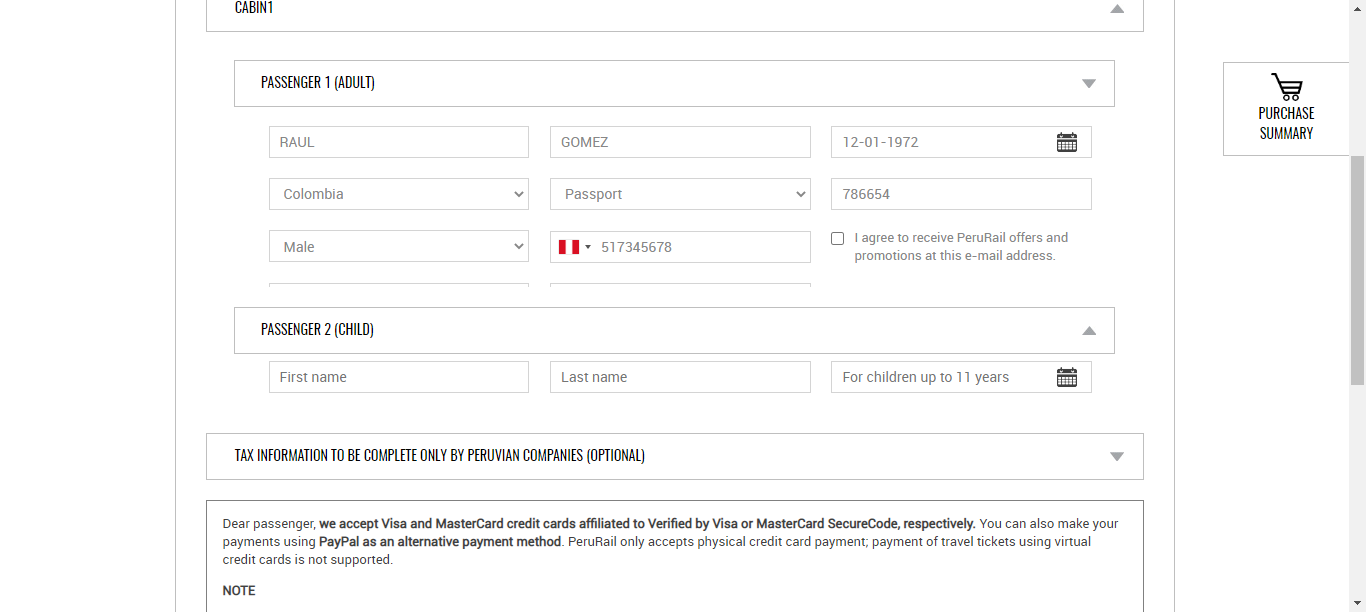 CABIN1
PASSENGER 1 (ADULT)
PURCHASE
SUMMARY
RAUL
GOMEZ
12-01-1972
Colombia
Passport
786654
Male
517345678
I agree to receive PeruRail offers and
promotions at this e-mail address.
PASSENGER 2 (CHILD)
First name
Last name
For children up to 11 years
TAX INFORMATION TO BE COMPLETE ONLY BY PERUVIAN COMPANIES (OPTIONAL)
Dear passenger, we accept Visa and MasterCard credit cards affiliated to Verified by Visa or MasterCard SecureCode, respectively. You can also make your
payments using PayPal as an alternative payment method. PeruRail only accepts physical credit card payment; payment of travel tickets using virtual
credit cards is not supported.
NOTE